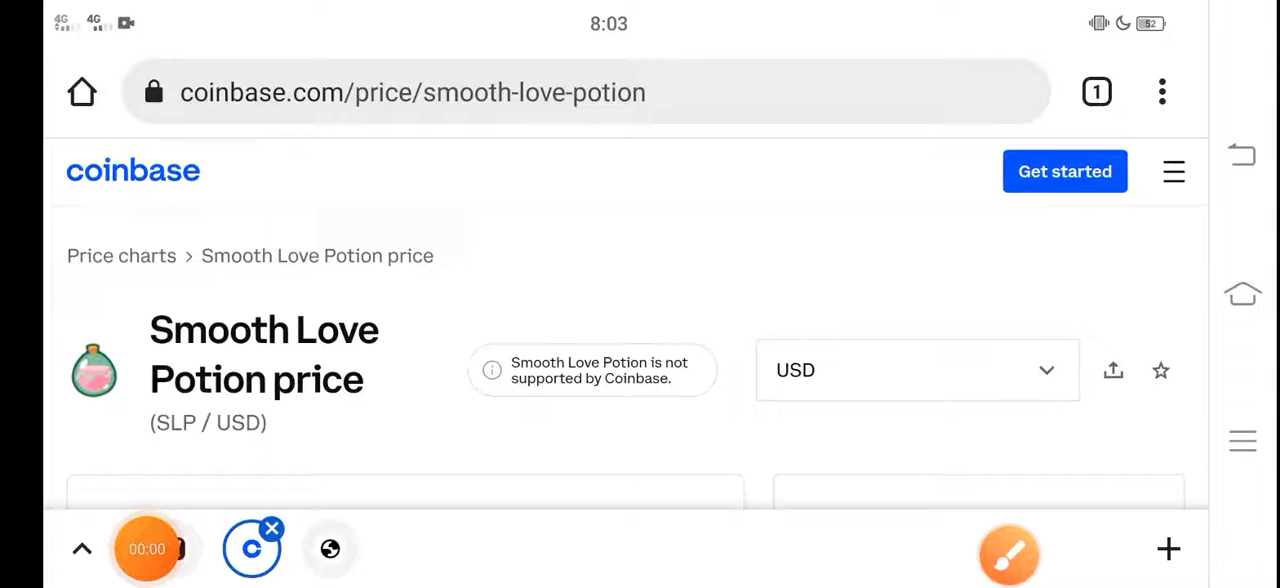 4G 4G 8:03 52
coinbase.com/price/smooth-love-potion 1
coinbase Get started
Price charts > Smooth Love Potion price
Smooth Love
Potion price
(SLP / USD)
Smooth Love Potion is not
supported by Coinbase.
USD
00:00